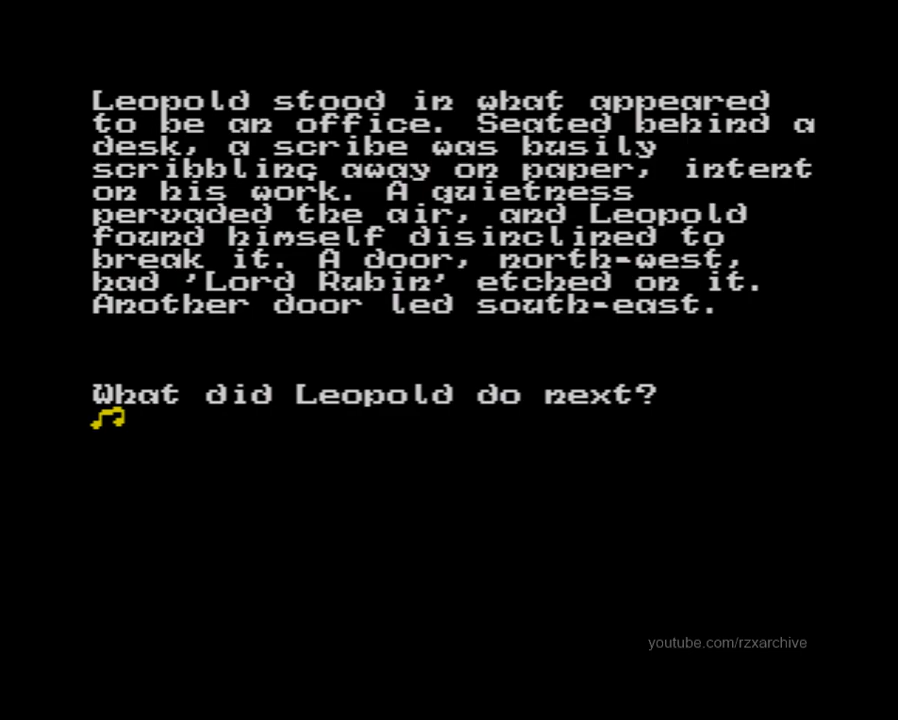 Leopold stood in what appeared
to be an office. Seated behind a
desk, a scribe was busily
scribbling away on paper, intent
on his work. A quietness
pervaded the air, and Leopold
found himself disinclined to
break it. A door, north-west,
had 'Lord Rubin' etched on it.
Another door led south-east.
What did Leopold do next?
youtube.com/rzxarchive